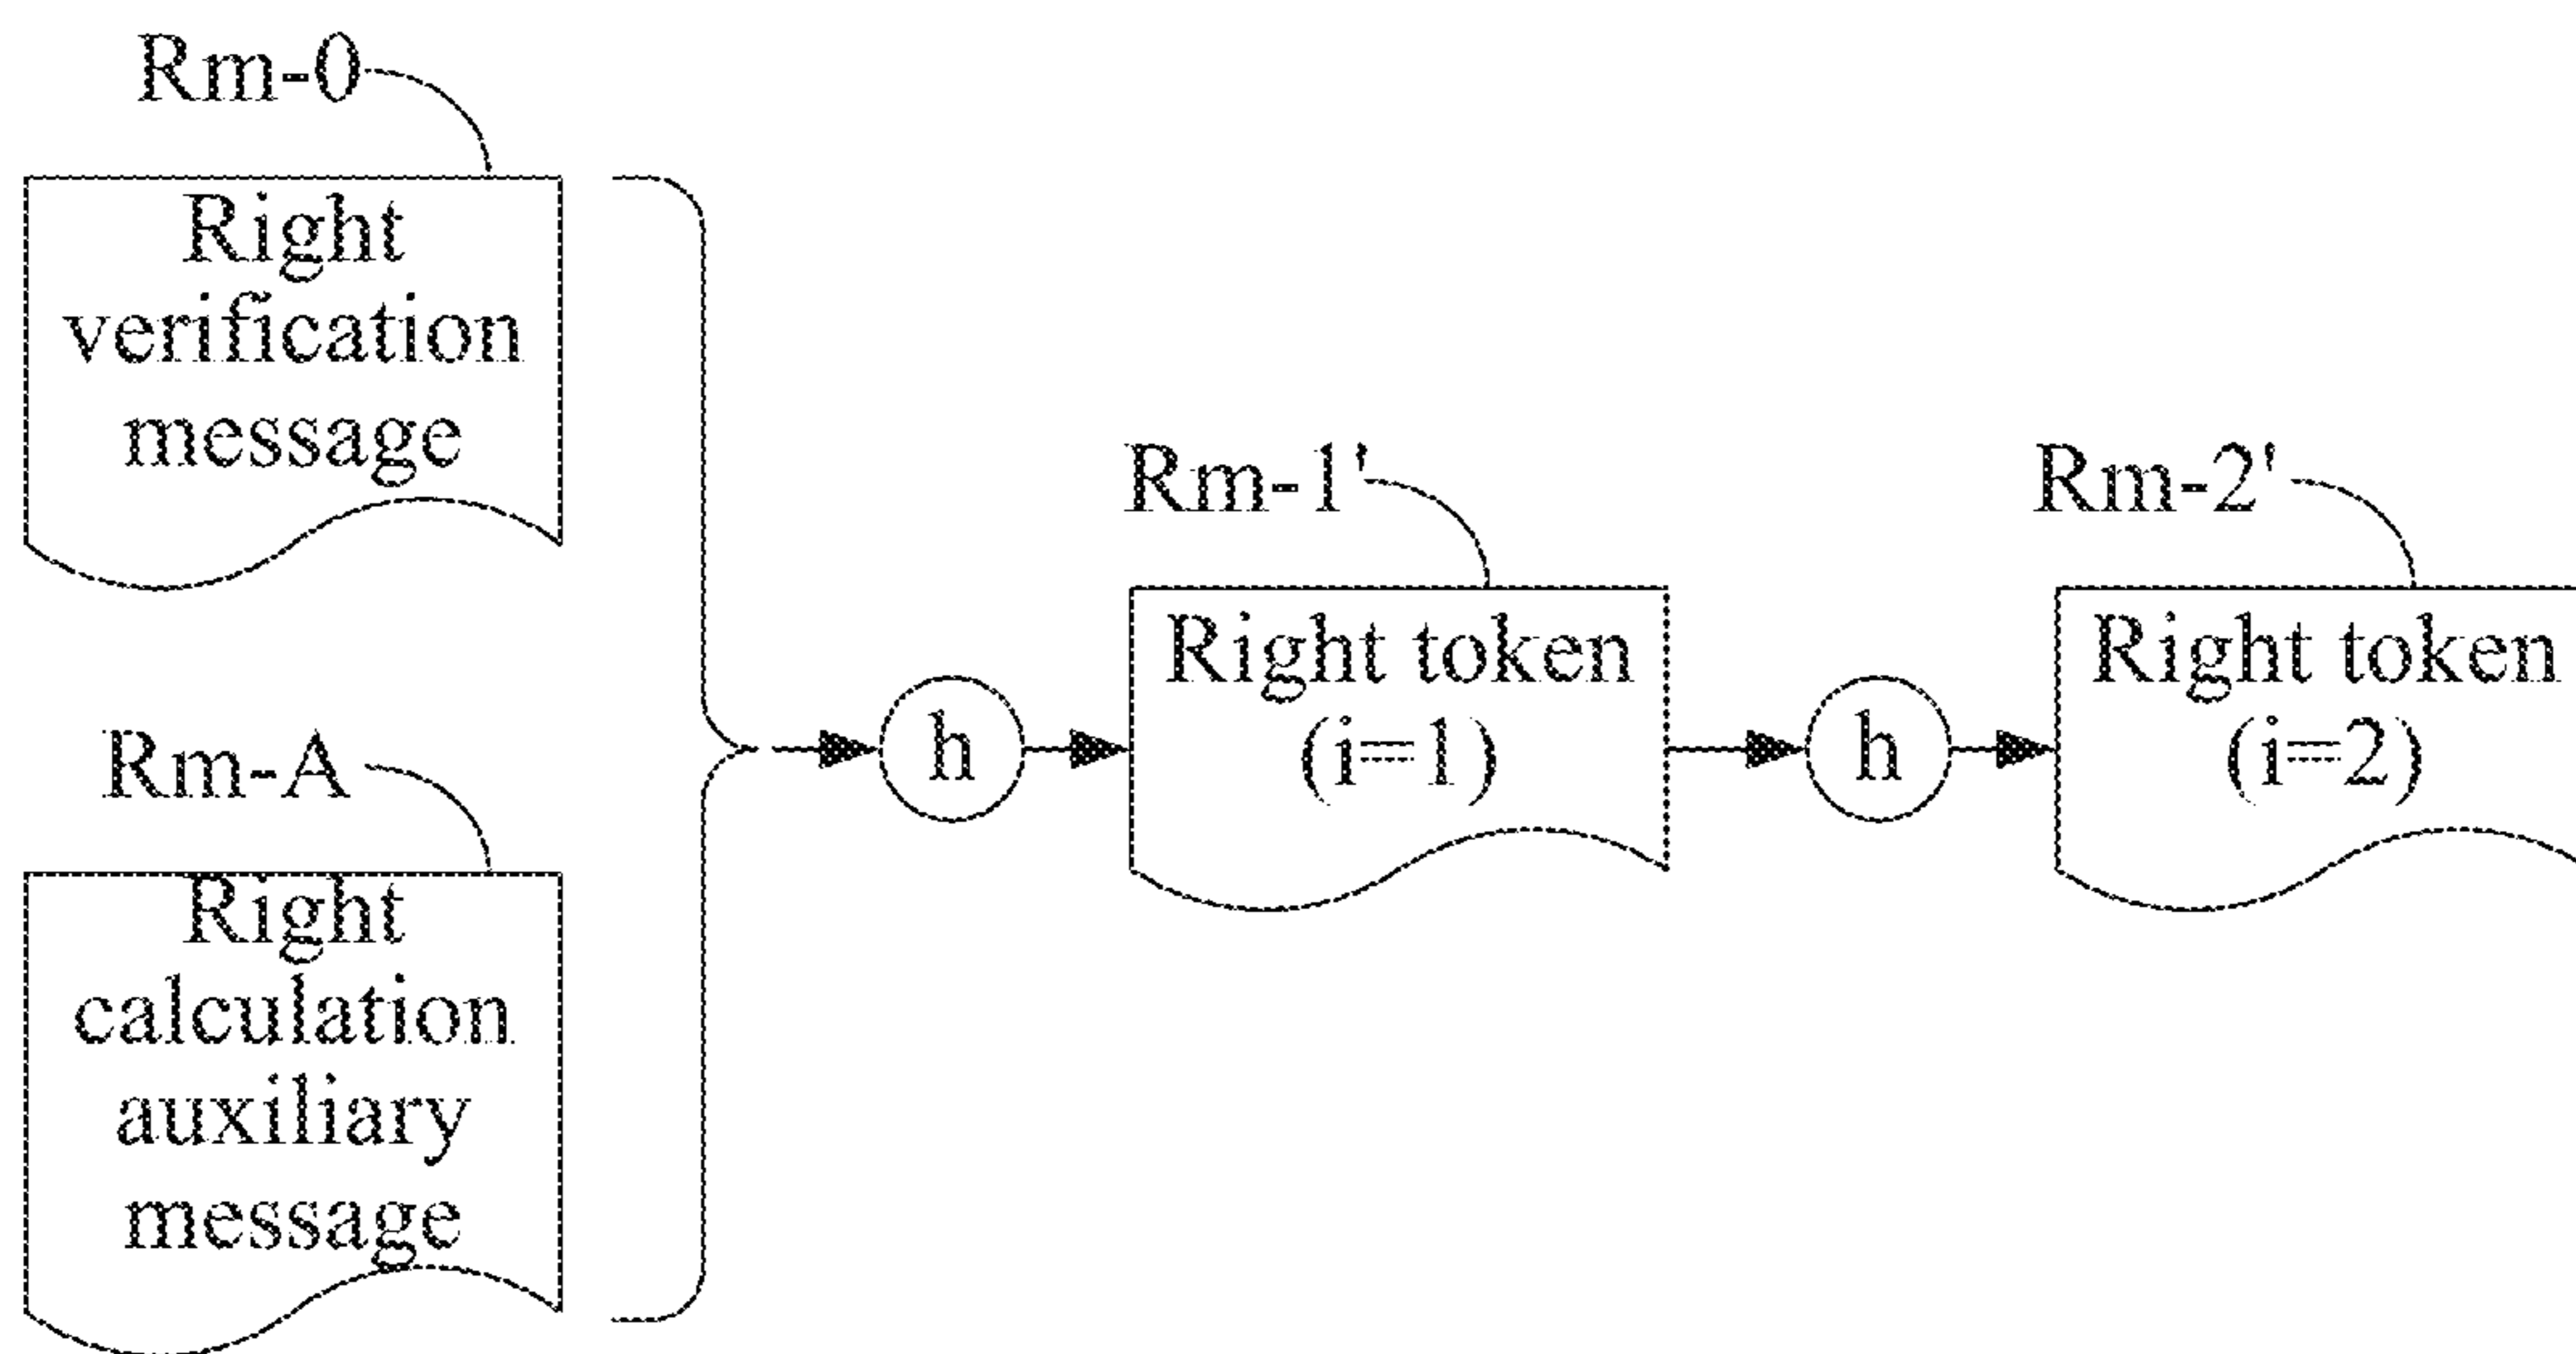 Rm-0
Right
verification
message
Rm-A
Right
calculation
auxiliary
message
h
Rm-1'
Right token
(i=1)
h
Rm-2'
Right token
(i=2)